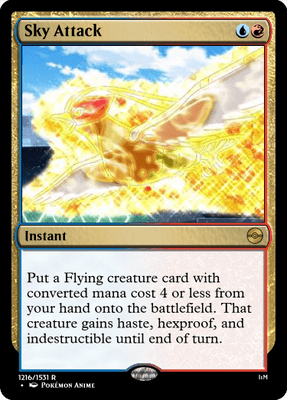 Sky Attack
Instant
Put a Flying creature card with
converted mana cost 4 or less from
your hand onto the battlefield. That
creature gains haste, hexproof, and
indestructible until end of turn.
1216/1531 R
• Pokémon Anime